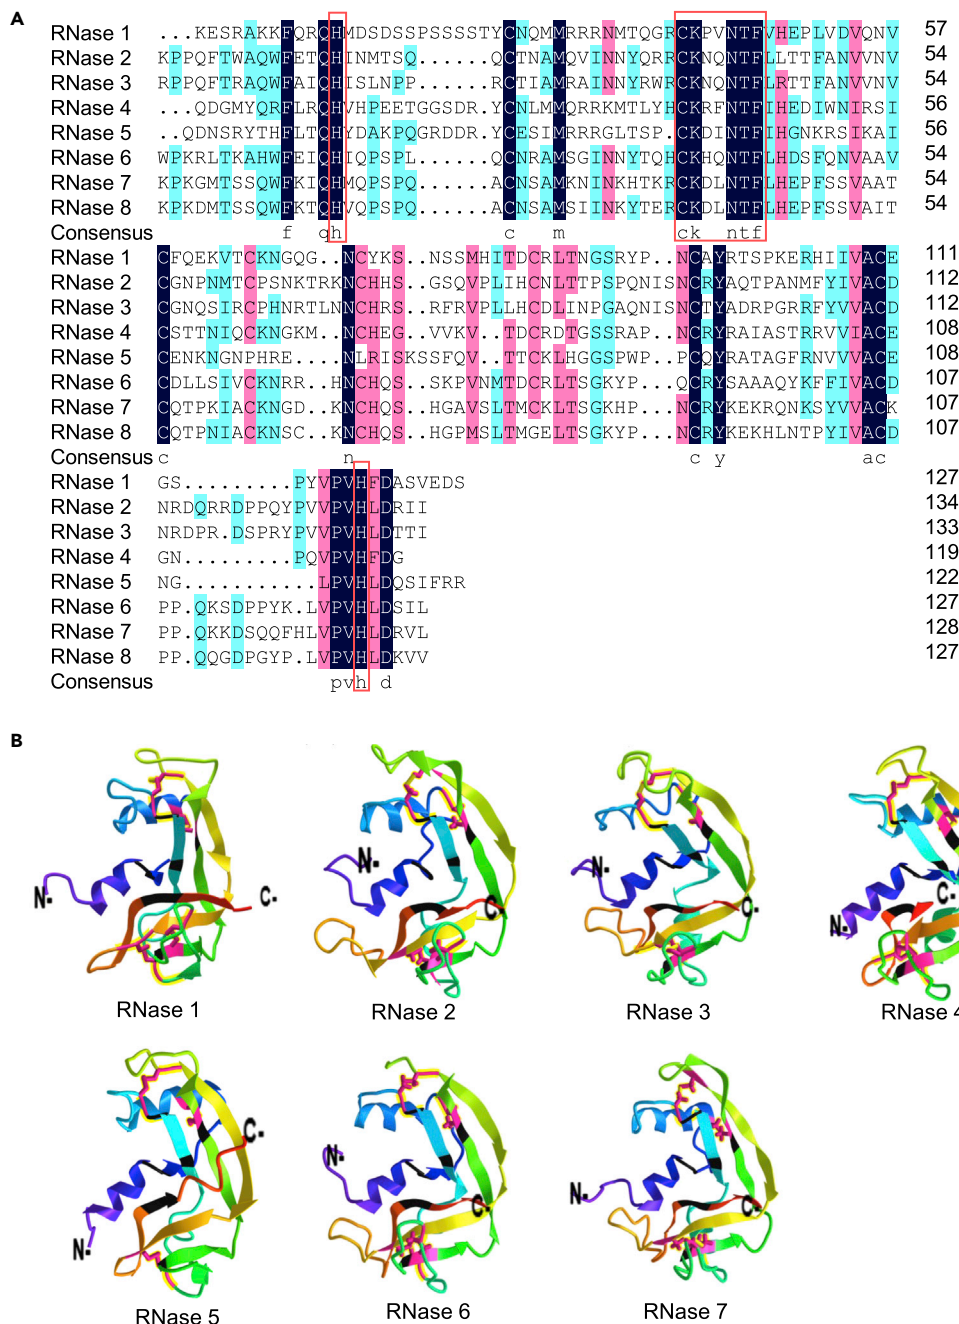 A
RNase 1 ...KESRAKKFQRQHMDSDSSPSSSSTYCNQMMRRRNMTQGRCKPVNTFVHEPLVDVQNV 57
RNase 2 KPPQFTWAQWFETQHINMTSQ......QCTNAMQVINNYQRRCKNQNTFLLTTFANVVNV 54
RNase 3 RPPQFTRAQWFAIQHISLNPP......RCTIAMRAINNYRWRCKNQNTFLRTTFANVVNV 54
RNase 4 ...QDGMYQRFLRQHVHPEETGGSDR.YCNLMMQRRKMTLYHCKRFNTFIHEDIWNIRSI 56
RNase 5 ..QDNSRYTHFLTQHYDAKPQGRDDR.YCESIMRRRGLTSP.CKDINTFIHGNKRSIKAI 56
RNase 6 WPKRLTKAHWFEIQHIQPSPL......QCNRAMSGINNYTQHCKHQNTFLHDSFQNVAAV 54
RNase 7 KPKGMTSSQWFKIQHMQPSPQ......ACNSAMKNINKHTKRCKDLNTFLHEPFSSVAAT 54
RNase 8 KPKDMTSSQWFKTQHVQPSPQ......ACNSAMSIINKYTERCKDLNTFLHEPFSSVAIT 54
Consensus f qh c m ck ntf
RNase 1 CFQEKVTCKNGQG..NCYKS..NSSMHITDCRLTNGSRYP...NCAYRTSPKERHIIVACE 111
RNase 2 CGNPNMTCPSNKTRKNCHHS..GSQVPLIHCNLTTPSPQNISNCRYAQTPANMFYIVACD 112
RNase 3 CGNQSIRCPHNRTLNNCHRS..RFRVPLLHCDLINPGAQNISNCTYADRPGRRFYVVACD 112
RNase 4 CSTTNIQCKNGKM..NCHEG..VVKV..TDCRDTGSSRAP...NCRYRAIASTRRVVIACE 108
RNase 5 CENKNGNPHRE....NLRISKSSFQV..TTCKLHGGSPWP..PCQYRATAGFRNVVVACE 108
RNase 6 CDLLSIVCKNRR..HNCHQS..SKPVNMTDCRLTSGKYP...QCRYSAAAQYKFFIVACD 107
RNase 7 CQTPKIACKNGD..KNCHQS..HGAVSLTMCKLTSGKHP...NCRYKEKRQNKSYVVACK 107
RNase 8 CQTPNIACKNSC..KNCHQS..HGPMSLTMGELTSGKYP...NCRYKEKHLNTPYIVACD 107
Consensus c n c y ac
RNase 1 GS.........PYVPVHFDASVEDS 127
RNase 2 NRDQRRDPPQYPVVPVHLDRII 134
RNase 3 NRDPR.DSPRYPVVPVHLDTTI 133
RNase 4 GN.........PQVPVHFDG 119
RNase 5 NG...........LPVHLDQSIFRR 122
RNase 6 PP.QKSDPPYK.LVPVHLDSIL 127
RNase 7 PP.QKKDSQQFHLVPVHLDRVL 128
RNase 8 PP.QQGDPGYP.LVPVHLDKVV 127
Consensus pvh d
B
N. C.
N. C.
N. C.
N. C.
RNase 1 RNase 2 RNase 3 RNase 4
N. C.
N. C.
N. C.
RNase 5 RNase 6 RNase 7